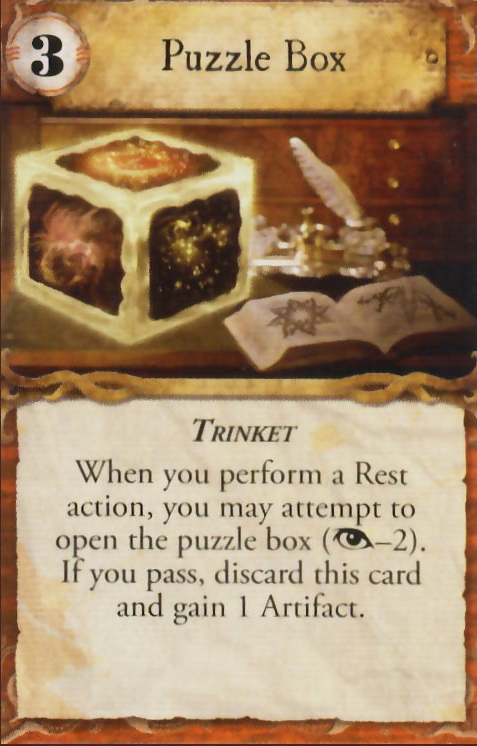 3
Puzzle Box
TRINKET
When you perform a Rest
action, you may attempt to
open the puzzle box (–2).
If you pass, discard this card
and gain 1 Artifact.